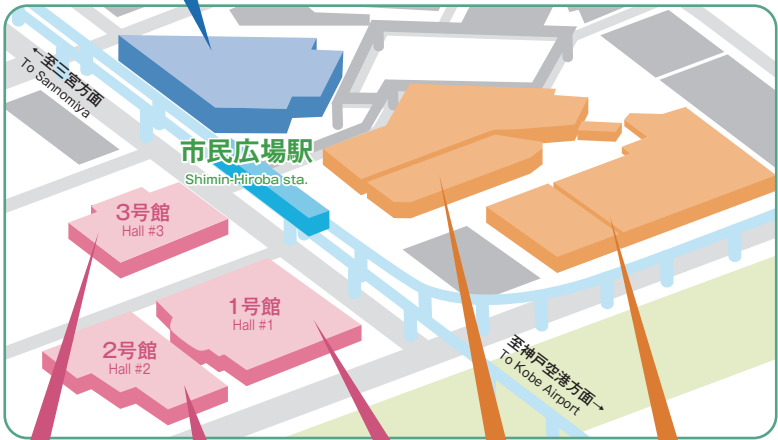 ←至三宮方面
To Sannomiya
市民広場駅
Shimin-Hiroba sta.
3号館
Hall #3
1号館
Hall #1
2号館
Hall #2
至神戸空港方面→
To Kobe Airport